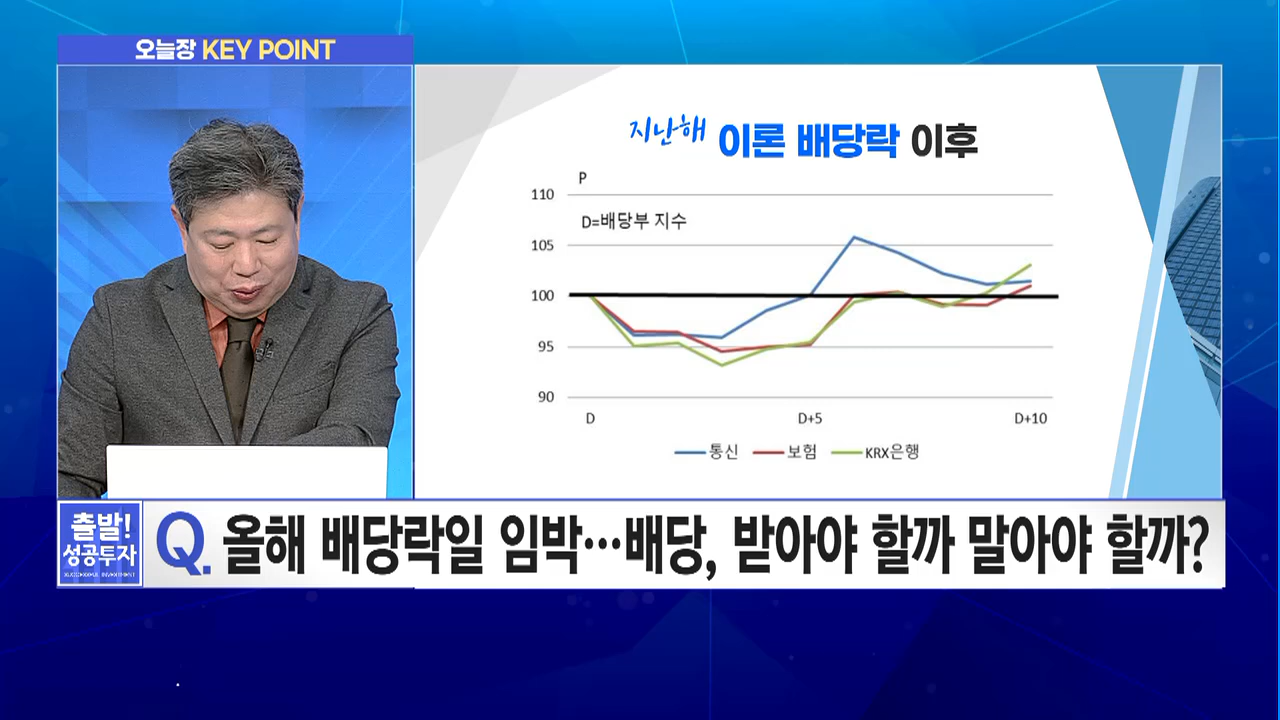 오늘장 KEY POINT
지난해 이론 배당락 이후
P
110
D=배당부 지수
105
100
95
90
D D+5 D+10
통신 보험 KRX은행
출발!
성공투자
SUCCESSFUL INVESTMENT
Q. 올해 배당락일 임박…배당, 받아야 할까 말아야 할까?